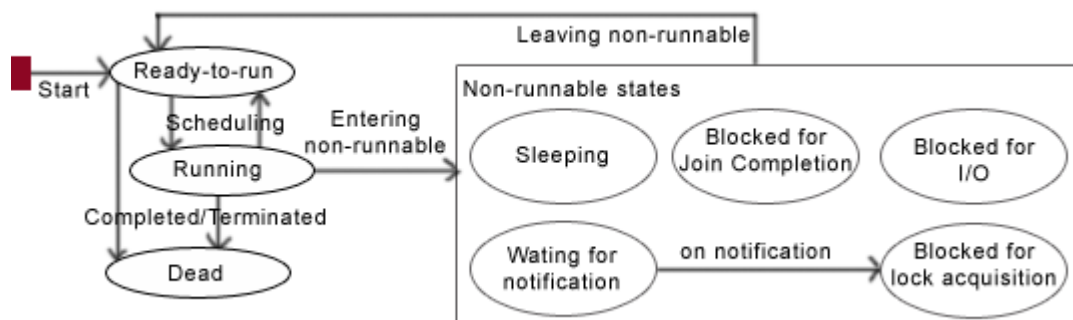 Leaving non-runnable
Ready-to-run
Start
Non-runnable states
Scheduling
Entering
non-runnable
Sleeping
Blocked for
Join Completion
Blocked for
I/O
Running
Completed/Terminated
Wating for
notification
on notification
Blocked for
lock acquisition
Dead